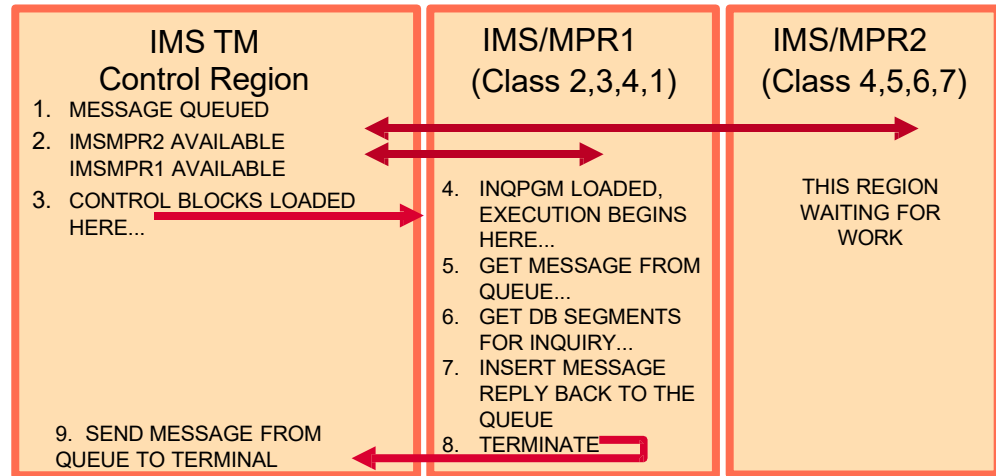 IMS TM
Control Region
1. MESSAGE QUEUED
2. IMSMPR2 AVAILABLE
IMSMPR1 AVAILABLE
3. CONTROL BLOCKS LOADED
HERE...
9. SEND MESSAGE FROM
QUEUE TO TERMINAL
IMS/MPR1
(Class 2,3,4,1)
4. INQPGM LOADED,
EXECUTION BEGINS
HERE...
5. GET MESSAGE FROM
QUEUE...
6. GET DB SEGMENTS
FOR INQUIRY...
7. INSERT MESSAGE
REPLY BACK TO THE
QUEUE
8. TERMINATE
IMS/MPR2
(Class 4,5,6,7)
THIS REGION
WAITING FOR
WORK